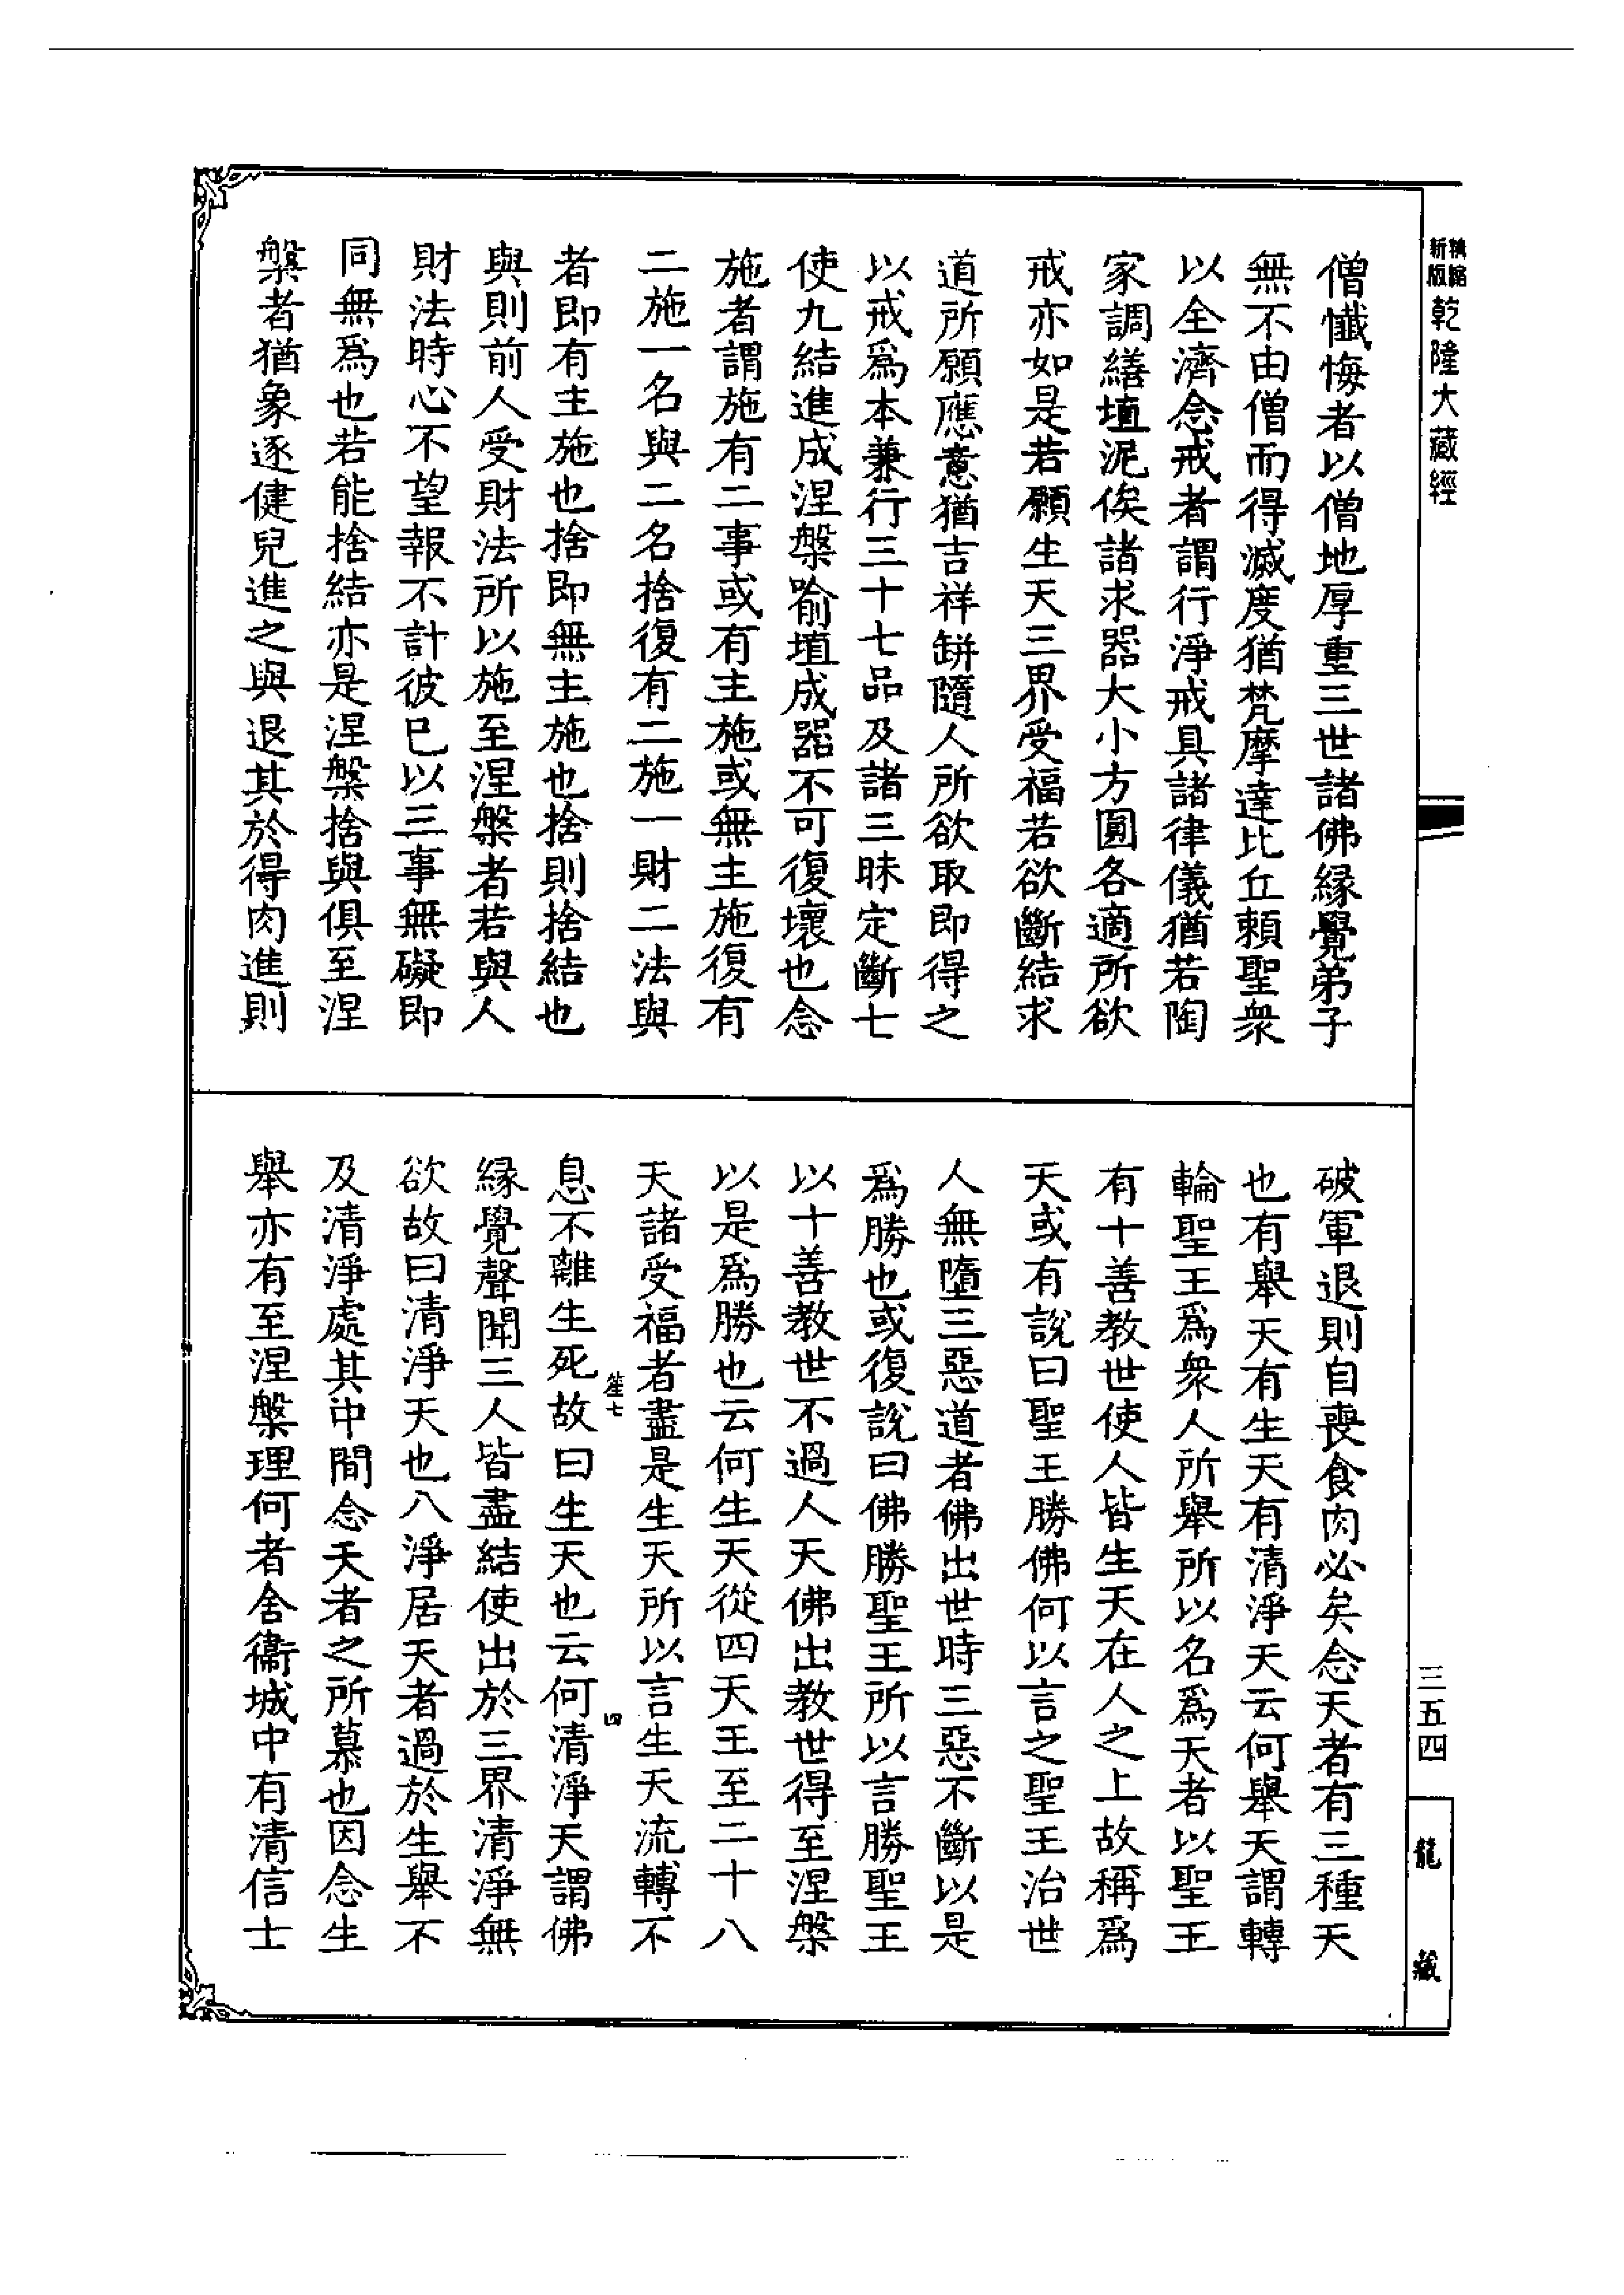 新版
精縮
乾隆大藏經
僧懺悔者以僧地厚重三世諸佛緣覺弟子
無不由僧而得滅度猶梵摩達比丘賴聖衆
以全濟念戒者謂行淨戒具諸律儀猶若陶
家調繕埴泥俟諸求器大小方圓各適所欲
戒亦如是若願生天三界受福若欲斷結求
道所願應意猶吉祥缾隨人所欲取即得之
以戒爲本兼行三十七品及諸三昧定斷七
使九結進成涅槃喻埴成器不可復壞也念
施者謂施有二事或有主施或無主施復有
二施一名與二名捨復有二施一財二法與
者即有主施也捨即無主施也捨則捨結也
與則前人受財法所以施至涅槃者若與人
財法時心不望報不計彼巳以三事無礙即
同無爲也若能捨結亦是涅槃捨與俱至涅
槃者猶象逐健兒進之與退其於得肉進則
破軍退則自喪食肉必矣念天者有三種天
也有舉天有生天有清淨天云何舉天謂轉
輪聖王爲衆人所舉所以名爲天者以聖王
有十善教世使人皆生天在人之上故稱爲
天或有說曰聖王勝佛何以言之聖王治世
人無墮三惡道者佛出世時三惡不斷以是
爲勝也或復說曰佛勝聖王所以言勝聖王
以十善教世不過人天佛出教世得至涅槃
以是爲勝也云何生天從四天王至二十八
天諸受福者盡是生天所以言生天流轉不
笙七
四
息不離生死故曰生天也云何清淨天謂佛
緣覺聲聞三人皆盡結使出於三界清淨無
欲故曰清淨天也八淨居天者過於生舉不
及清淨處其中間念天者之所慕也因念生
舉亦有至涅槃理何者舍衞城中有清信士
三五四
龍藏